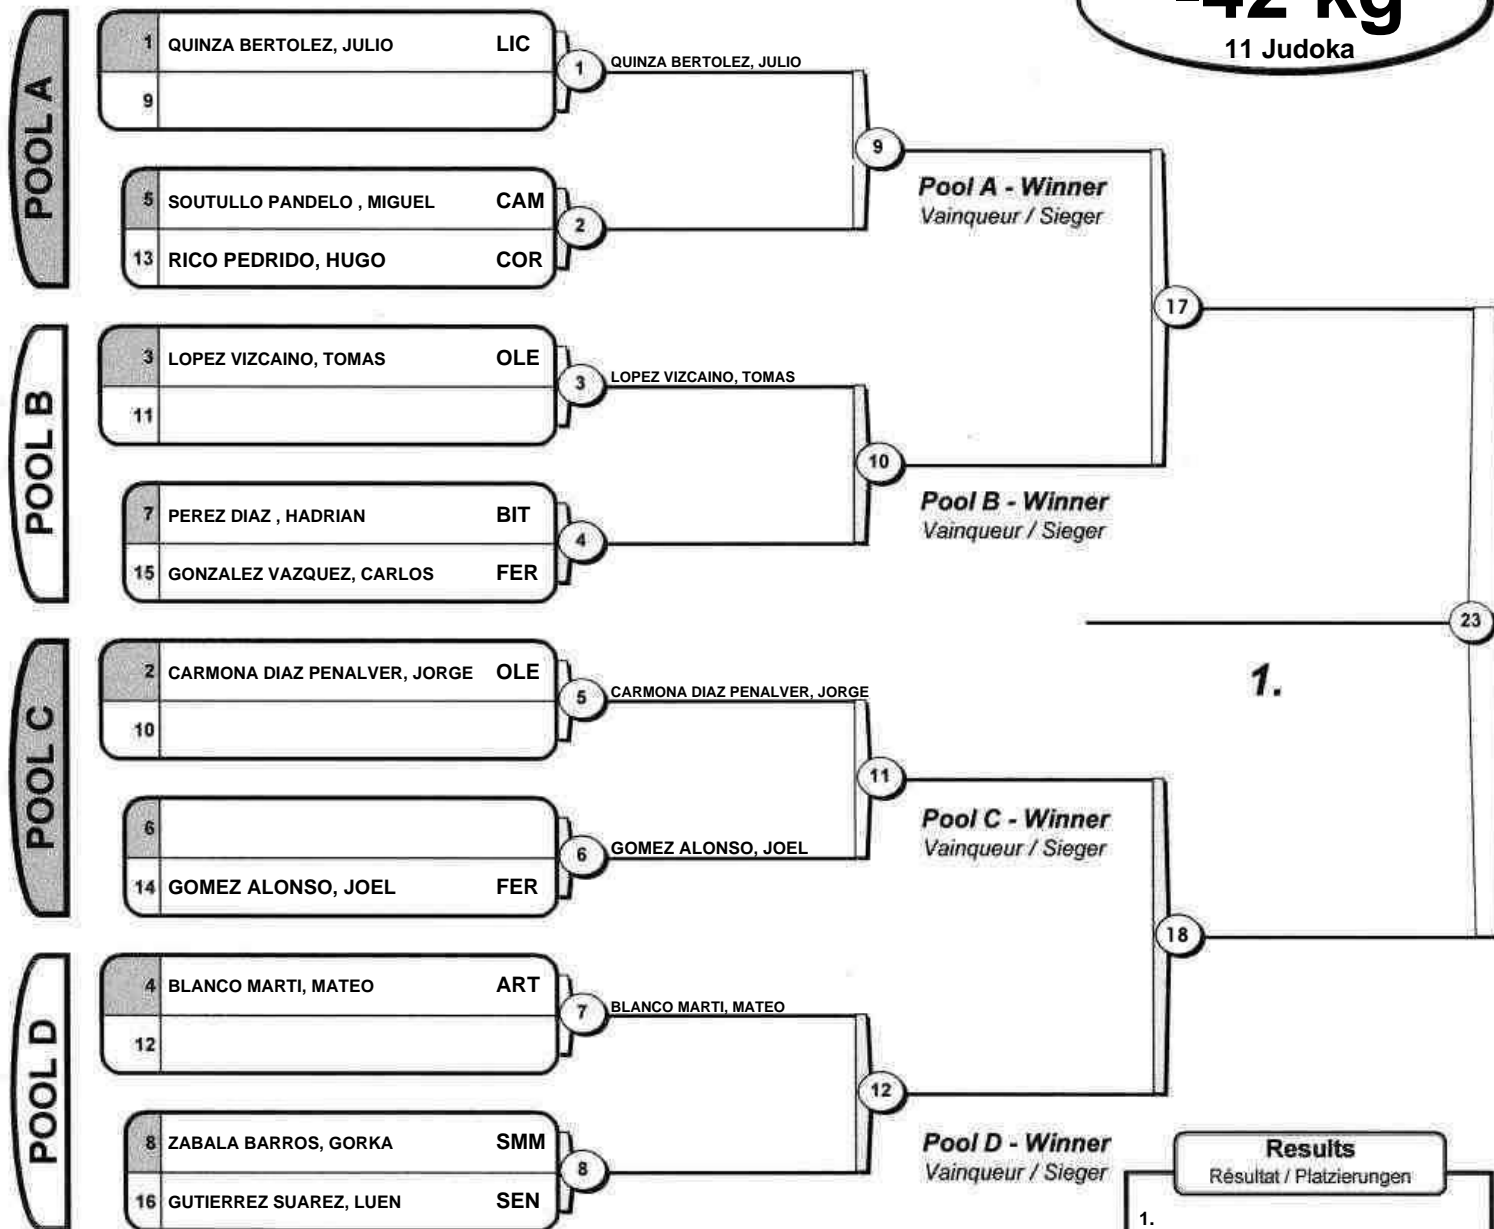 -42 kg
11 Judoka
POOL A
1 QUINZA BERTOLEZ, JULIO LIC
9
1 QUINZA BERTOLEZ, JULIO
5 SOUTULLO PANDELO , MIGUEL CAM
13 RICO PEDRIDO, HUGO COR
2
9
Pool A - Winner
Vainqueur / Sieger
17
POOL B
3 LOPEZ VIZCAINO, TOMAS OLE
11
3 LOPEZ VIZCAINO, TOMAS
7 PEREZ DIAZ , HADRIAN BIT
15 GONZALEZ VAZQUEZ, CARLOS FER
4
10
Pool B - Winner
Vainqueur / Sieger
23
1.
POOL C
2 CARMONA DIAZ PENALVER, JORGE OLE
10
5 CARMONA DIAZ PENALVER, JORGE
6
14 GOMEZ ALONSO, JOEL FER
6 GOMEZ ALONSO, JOEL
11
Pool C - Winner
Vainqueur / Sieger
18
POOL D
4 BLANCO MARTI, MATEO ART
12
7 BLANCO MARTI, MATEO
8 ZABALA BARROS, GORKA SMM
16 GUTIERREZ SUAREZ, LUEN SEN
8
12
Pool D - Winner
Vainqueur / Sieger
Results
Résultat / Platzierungen
1.